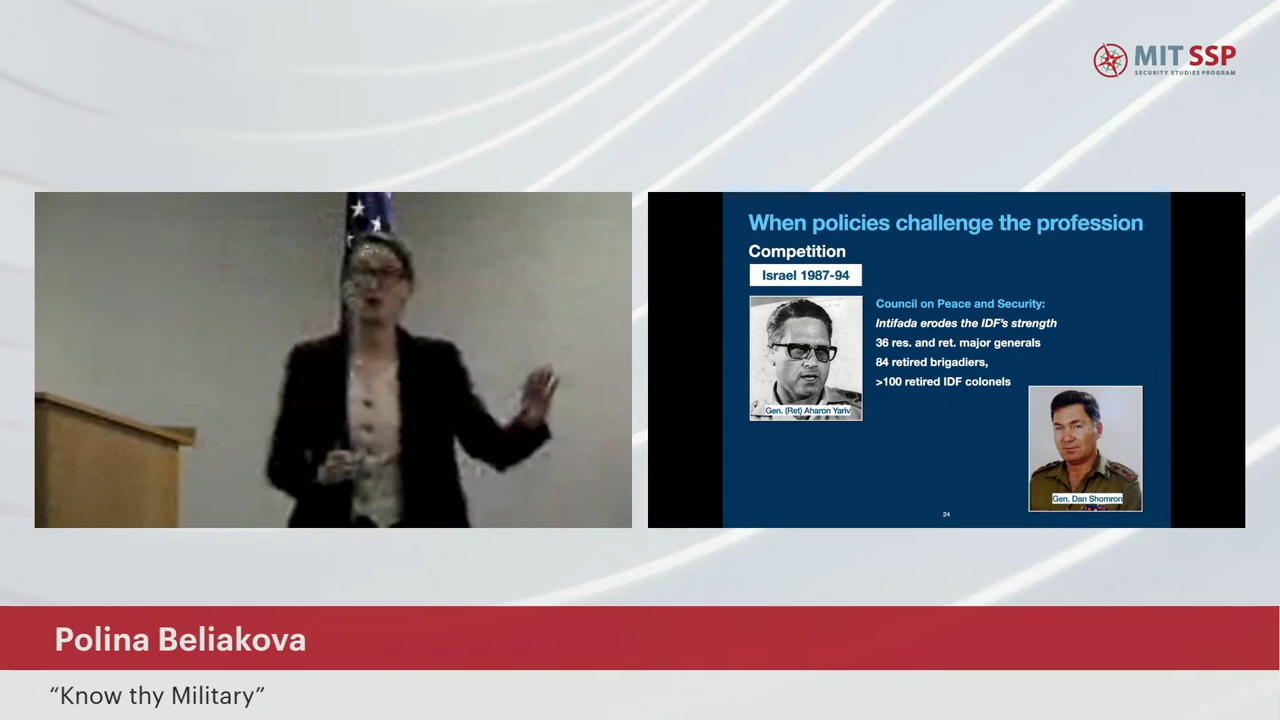 MIT SSP
SECURITY STUDIES PROGRAM
When policies challenge the profession
Competition
Israel 1987-94
Council on Peace and Security:
Intifada erodes the IDF's strength
36 res. and ret. major generals
84 retired brigadiers,
>100 retired IDF colonels
Gen. (Ret) Aharon Yariv
Gen. Dan Shomron
24
Polina Beliakova
“Know thy Military”